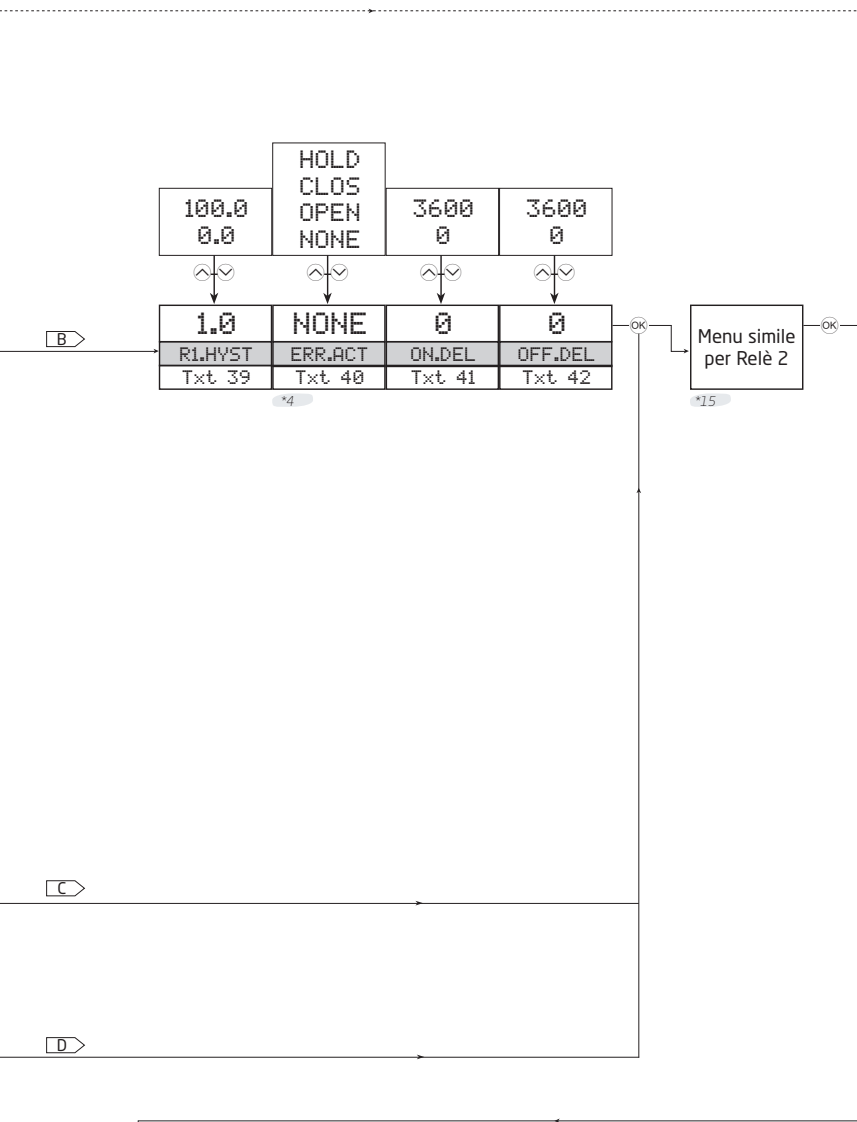 HOLD
CLOS
OPEN
NONE
100.0
0.0
3600
0
3600
0
1.0
NONE
0
0
OK
OK
B
Menu simile
per Relè 2
R1.HYST
ERR.ACT
ON.DEL
OFF.DEL
Txt 39
Txt 40
Txt 41
Txt 42
*4
*15
C
D